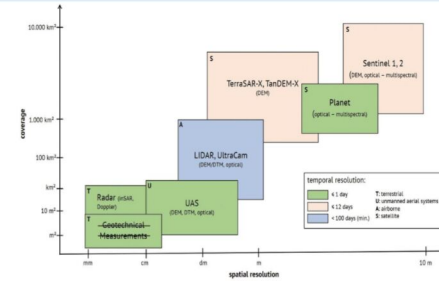 10.000 km²
S
S
Sentinel 1, 2
(DEM, optical – multispectral)
TerraSAR-X, TanDEM-X
(DEM)
S
Planet
(optical – multispectral)
coverage
1.000 km²
A
LIDAR, UltraCam
(DEM/DTM, optical)
100 km²
temporal resolution:
≤ 1 day
≤ 12 days
< 100 days (min.)
T: terrestrial
U: unmanned aerial systems
A: airborne
S: satellite
km²
T
Radar (InSAR,
Doppler)
U
UAS
(DEM, DTM, optical)
10 m²
T
Geotechnical
Measurements
m²
mm
cm
dm
m
10 m
spatial resolution